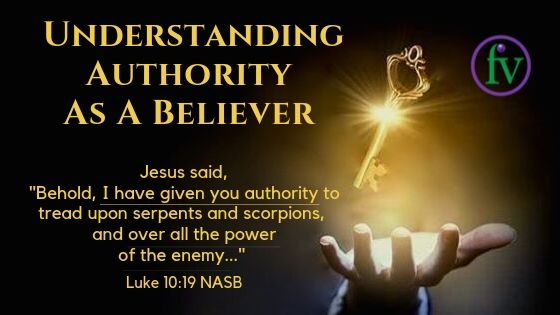 UNDERSTANDING
AUTHORITY
AS A BELIEVER
fv
Jesus said,
"Behold, I have given you authority to
tread upon serpents and scorpions,
and over all the power
of the enemy..."
Luke 10:19 NASB